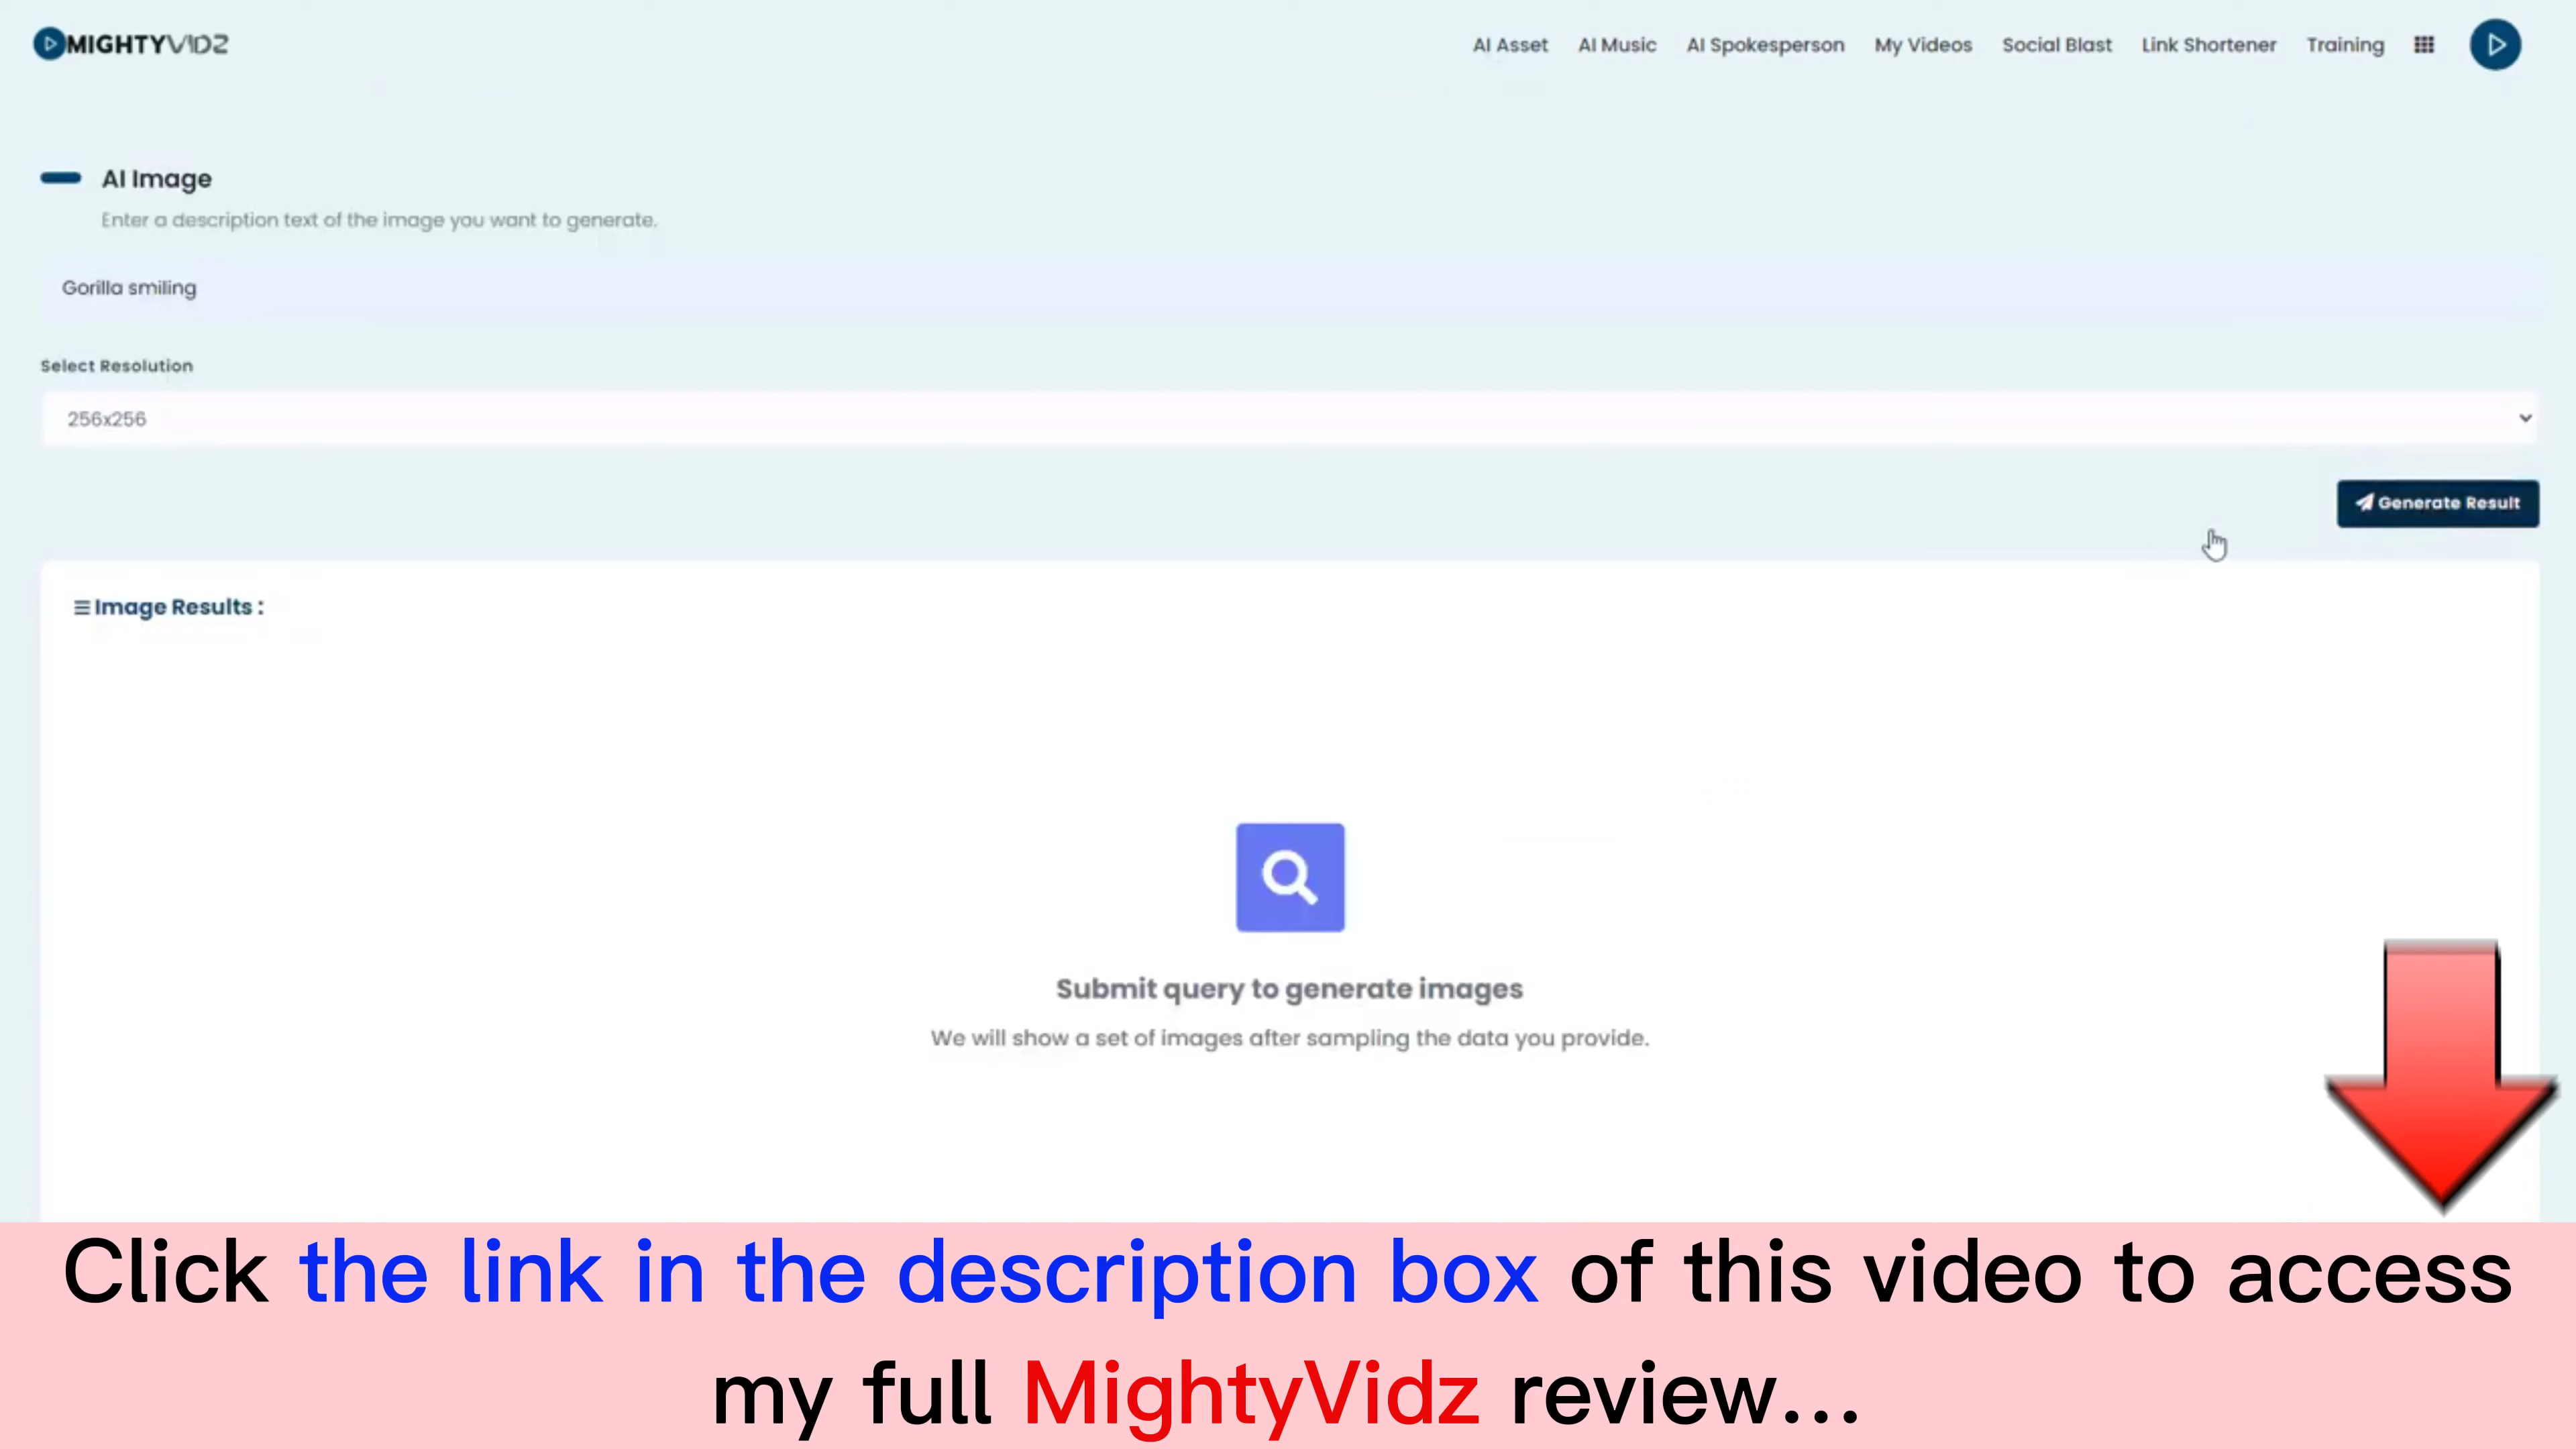 MIGHTYVIDZ
AI Asset AI Music AI Spokesperson My Videos Social Blast Link Shortener Training
AI Image
Enter a description text of the image you want to generate.
Gorilla smiling
Select Resolution
256x256
Generate Result
Image Results :
Submit query to generate images
We will show a set of images after sampling the data you provide.
Click the link in the description box of this video to access
my full MightyVidz review...